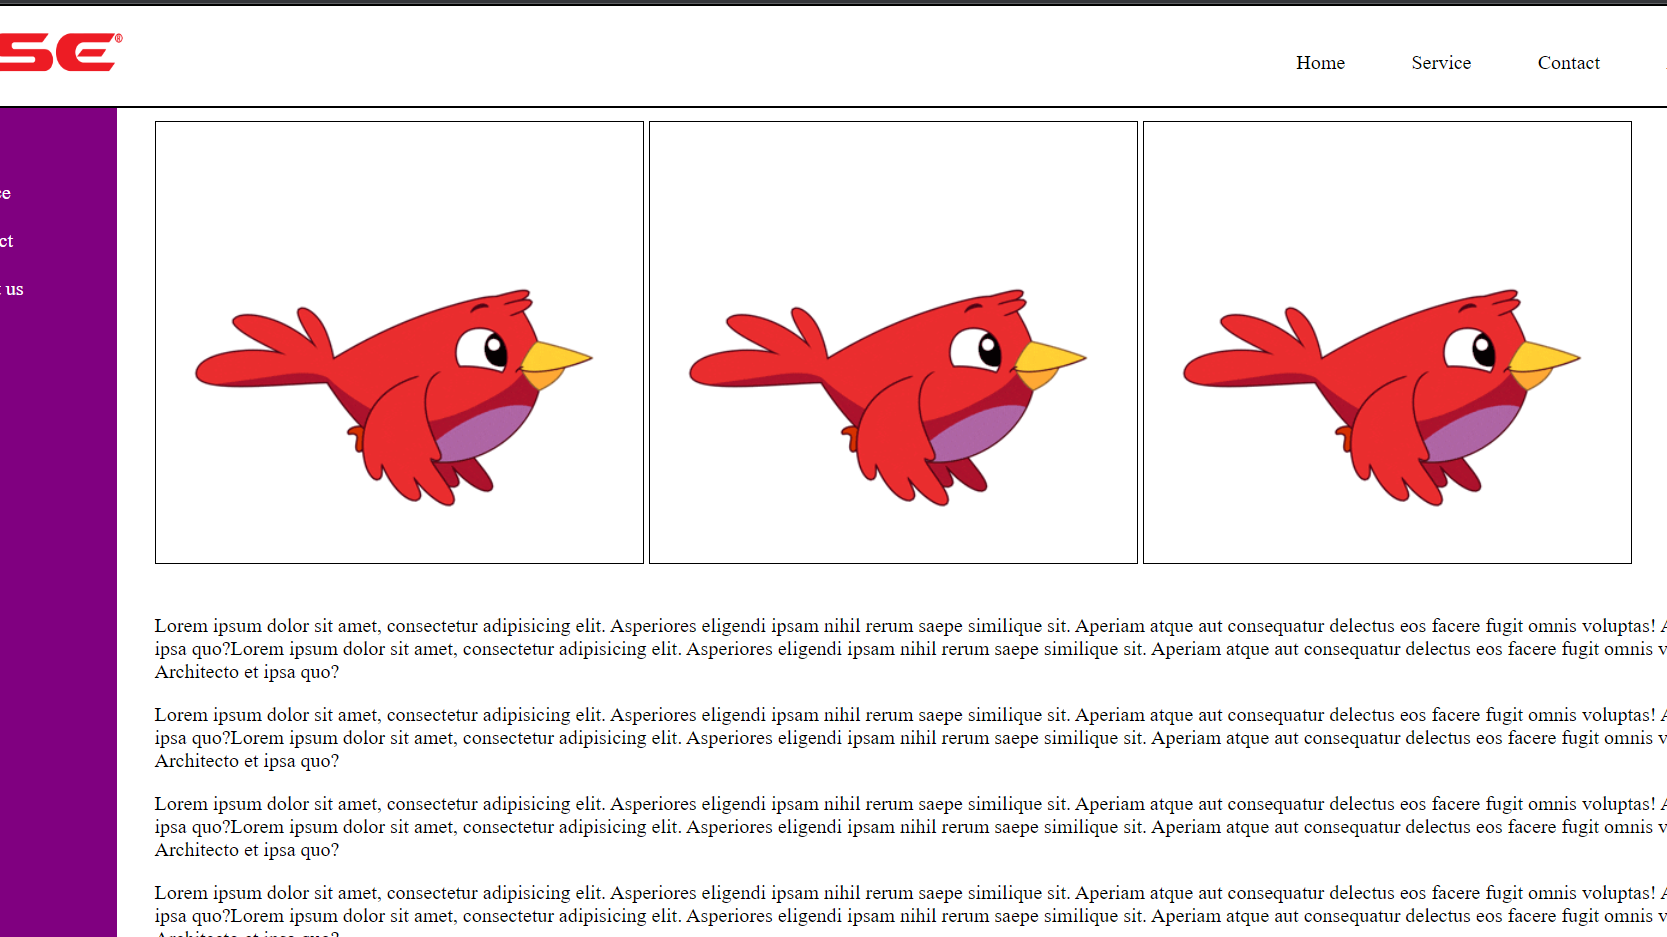 SE®
Home Service Contact
ce
ct
t us
Lorem ipsum dolor sit amet, consectetur adipisicing elit. Asperiores eligendi ipsam nihil rerum saepe similique sit. Aperiam atque aut consequatur delectus eos facere fugit omnis voluptas! A
ipsa quo?Lorem ipsum dolor sit amet, consectetur adipisicing elit. Asperiores eligendi ipsam nihil rerum saepe similique sit. Aperiam atque aut consequatur delectus eos facere fugit omnis v
Architecto et ipsa quo?
Lorem ipsum dolor sit amet, consectetur adipisicing elit. Asperiores eligendi ipsam nihil rerum saepe similique sit. Aperiam atque aut consequatur delectus eos facere fugit omnis voluptas! A
ipsa quo?Lorem ipsum dolor sit amet, consectetur adipisicing elit. Asperiores eligendi ipsam nihil rerum saepe similique sit. Aperiam atque aut consequatur delectus eos facere fugit omnis v
Architecto et ipsa quo?
Lorem ipsum dolor sit amet, consectetur adipisicing elit. Asperiores eligendi ipsam nihil rerum saepe similique sit. Aperiam atque aut consequatur delectus eos facere fugit omnis voluptas! A
ipsa quo?Lorem ipsum dolor sit amet, consectetur adipisicing elit. Asperiores eligendi ipsam nihil rerum saepe similique sit. Aperiam atque aut consequatur delectus eos facere fugit omnis v
Architecto et ipsa quo?
Lorem ipsum dolor sit amet, consectetur adipisicing elit. Asperiores eligendi ipsam nihil rerum saepe similique sit. Aperiam atque aut consequatur delectus eos facere fugit omnis voluptas! A
ipsa quo?Lorem ipsum dolor sit amet, consectetur adipisicing elit. Asperiores eligendi ipsam nihil rerum saepe similique sit. Aperiam atque aut consequatur delectus eos facere fugit omnis v